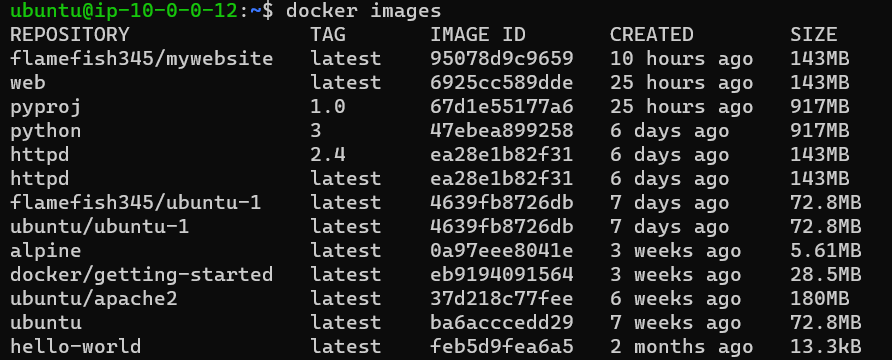 ubuntu@ip-10-0-0-12:~$ docker images
REPOSITORY TAG IMAGE ID CREATED SIZE
flamefish345/mywebsite latest 95078d9c9659 10 hours ago 143MB
web latest 6925cc589dde 25 hours ago 143MB
pyproj 1.0 67d1e55177a6 25 hours ago 917MB
python 3 47ebea899258 6 days ago 917MB
httpd 2.4 ea28e1b82f31 6 days ago 143MB
httpd latest ea28e1b82f31 6 days ago 143MB
flamefish345/ubuntu-1 latest 4639fb8726db 7 days ago 72.8MB
ubuntu/ubuntu-1 latest 4639fb8726db 7 days ago 72.8MB
alpine latest 0a97eee8041e 3 weeks ago 5.61MB
docker/getting-started latest eb9194091564 3 weeks ago 28.5MB
ubuntu/apache2 latest 37d218c77fee 6 weeks ago 180MB
ubuntu latest ba6acccedd29 7 weeks ago 72.8MB
hello-world latest feb5d9fea6a5 2 months ago 13.3kB